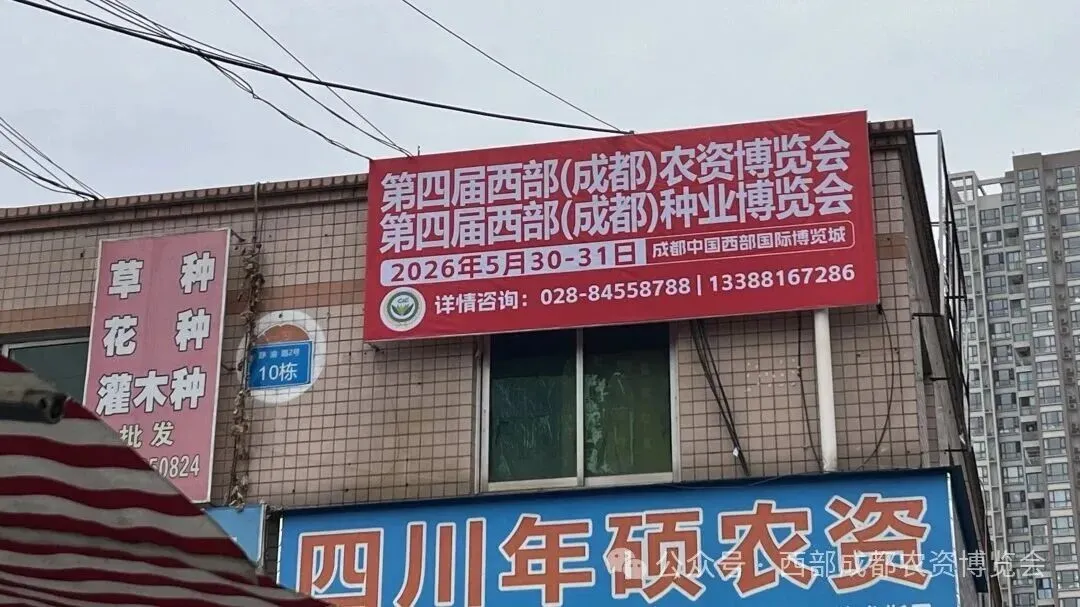 第四届西部(成都)农资博览会
第四届西部(成都)种业博览会
2026年5月30-31日
成都中国西部国际博览城
详情咨询：028-84558788 | 13388167286
草 种
花 种
灌木种
批发
50824
10栋
四川年硕农资
公众号 · 西部成都农资博览会